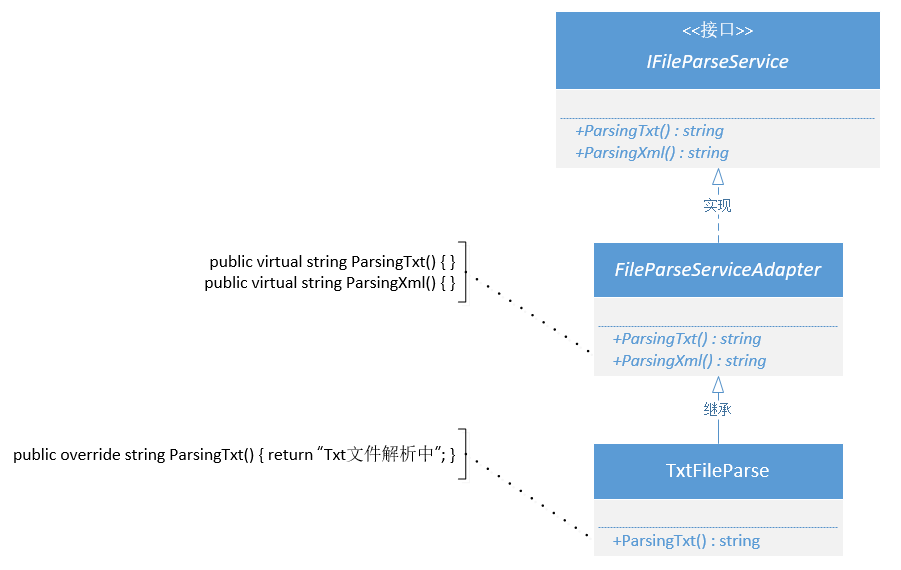 <<接口>>
IFileParseService
+ParsingTxt() : string
+ParsingXml() : string
实现
public virtual string ParsingTxt() { }
public virtual string ParsingXml() { }
FileParseServiceAdapter
+ParsingTxt() : string
+ParsingXml() : string
继承
public override string ParsingTxt() { return “Txt文件解析中”; }
TxtFileParse
+ParsingTxt() : string